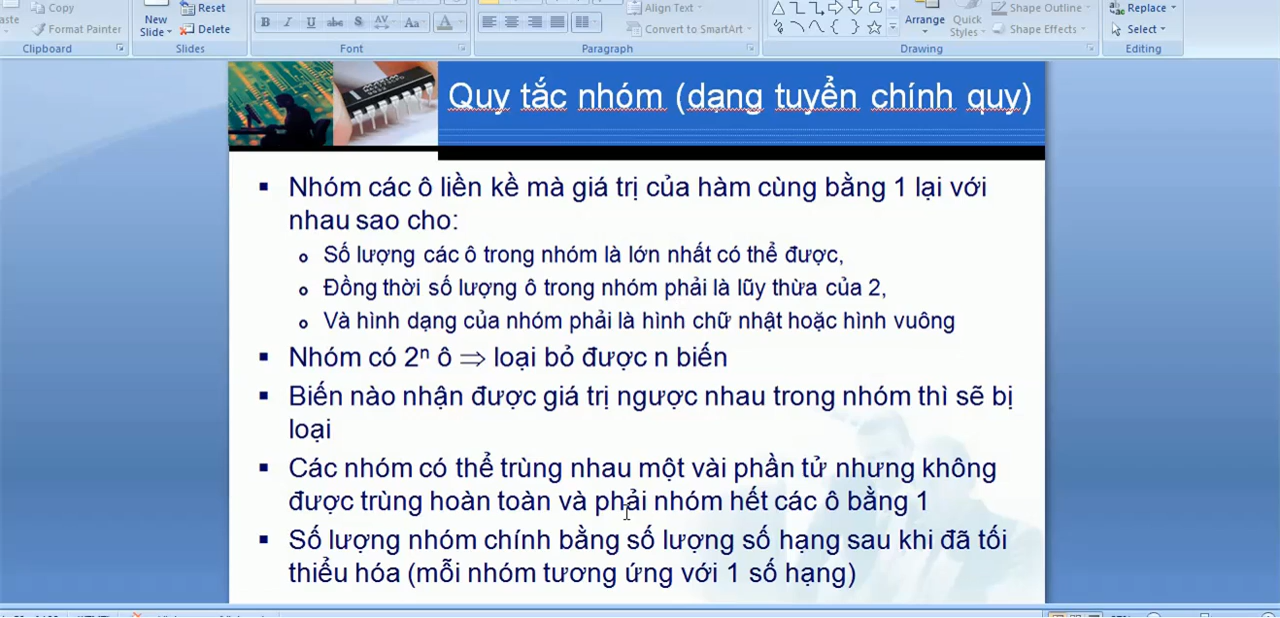 Copy
Reset
Format Painter
New
Slide
Delete
Clipboard
Slides
B I U abc S AV Aa A
Font
Paragraph
Align Text
Convert to SmartArt
Arrange
Quick
Styles
Shape Outline
Shape Effects
Drawing
Replace
Select
Editing
Quy tắc nhóm (dạng tuyển chính quy)
Nhóm các ô liền kề mà giá trị của hàm cùng bằng 1 lại với
nhau sao cho:
Số lượng các ô trong nhóm là lớn nhất có thể được,
Đồng thời số lượng ô trong nhóm phải là lũy thừa của 2,
Và hình dạng của nhóm phải là hình chữ nhật hoặc hình vuông
Nhóm có 2ⁿ ô ⇒ loại bỏ được n biến
Biến nào nhận được giá trị ngược nhau trong nhóm thì sẽ bị
loại
Các nhóm có thể trùng nhau một vài phần tử nhưng không
được trùng hoàn toàn và phải nhóm hết các ô bằng 1
Số lượng nhóm chính bằng số lượng số hạng sau khi đã tối
thiểu hóa (mỗi nhóm tương ứng với 1 số hạng)